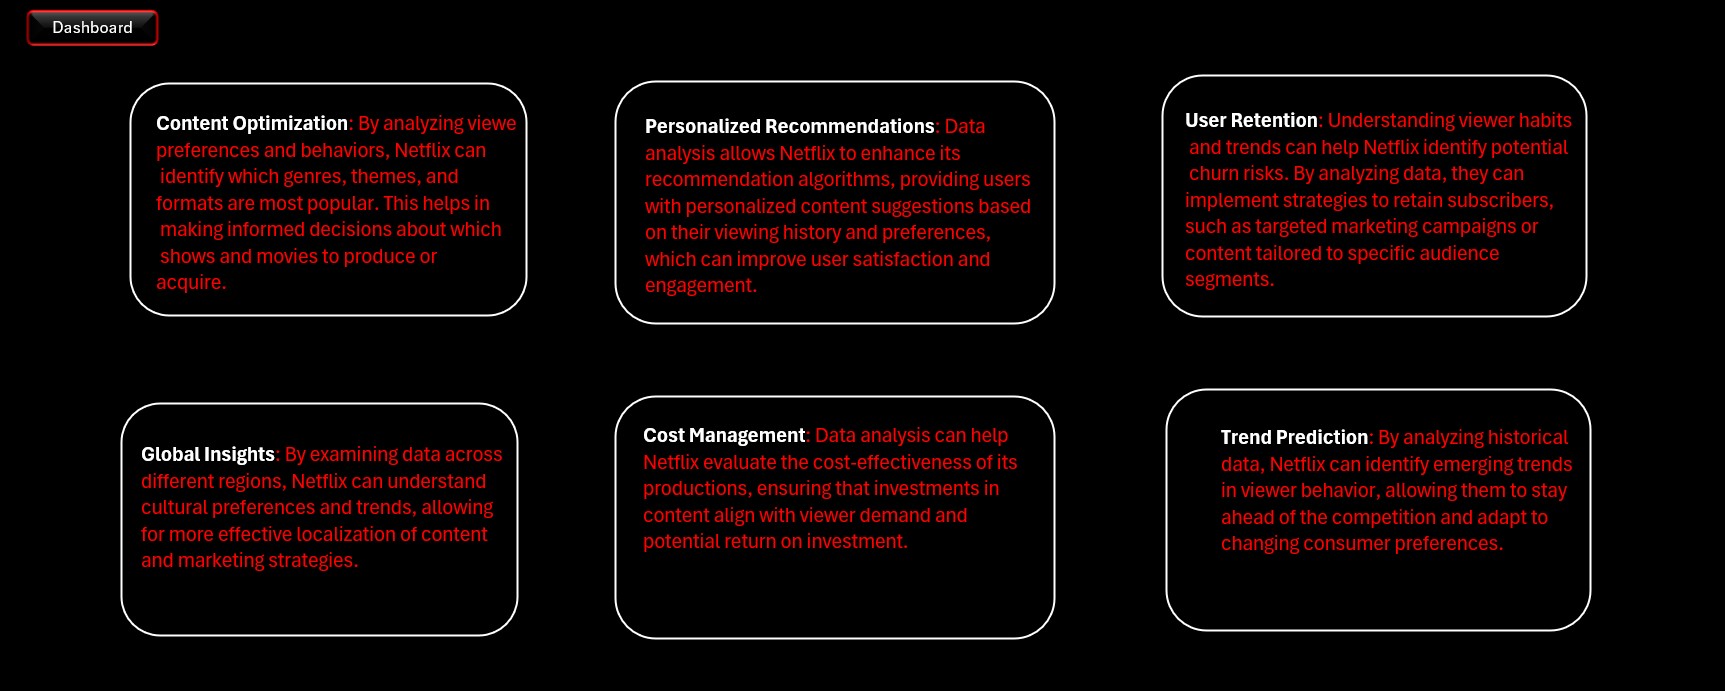 Dashboard
Content Optimization: By analyzing viewe
preferences and behaviors, Netflix can
identify which genres, themes, and
formats are most popular. This helps in
making informed decisions about which
shows and movies to produce or
acquire.
Personalized Recommendations: Data
analysis allows Netflix to enhance its
recommendation algorithms, providing users
with personalized content suggestions based
on their viewing history and preferences,
which can improve user satisfaction and
engagement.
User Retention: Understanding viewer habits
and trends can help Netflix identify potential
churn risks. By analyzing data, they can
implement strategies to retain subscribers,
such as targeted marketing campaigns or
content tailored to specific audience
segments.
Global Insights: By examining data across
different regions, Netflix can understand
cultural preferences and trends, allowing
for more effective localization of content
and marketing strategies.
Cost Management: Data analysis can help
Netflix evaluate the cost-effectiveness of its
productions, ensuring that investments in
content align with viewer demand and
potential return on investment.
Trend Prediction: By analyzing historical
data, Netflix can identify emerging trends
in viewer behavior, allowing them to stay
ahead of the competition and adapt to
changing consumer preferences.